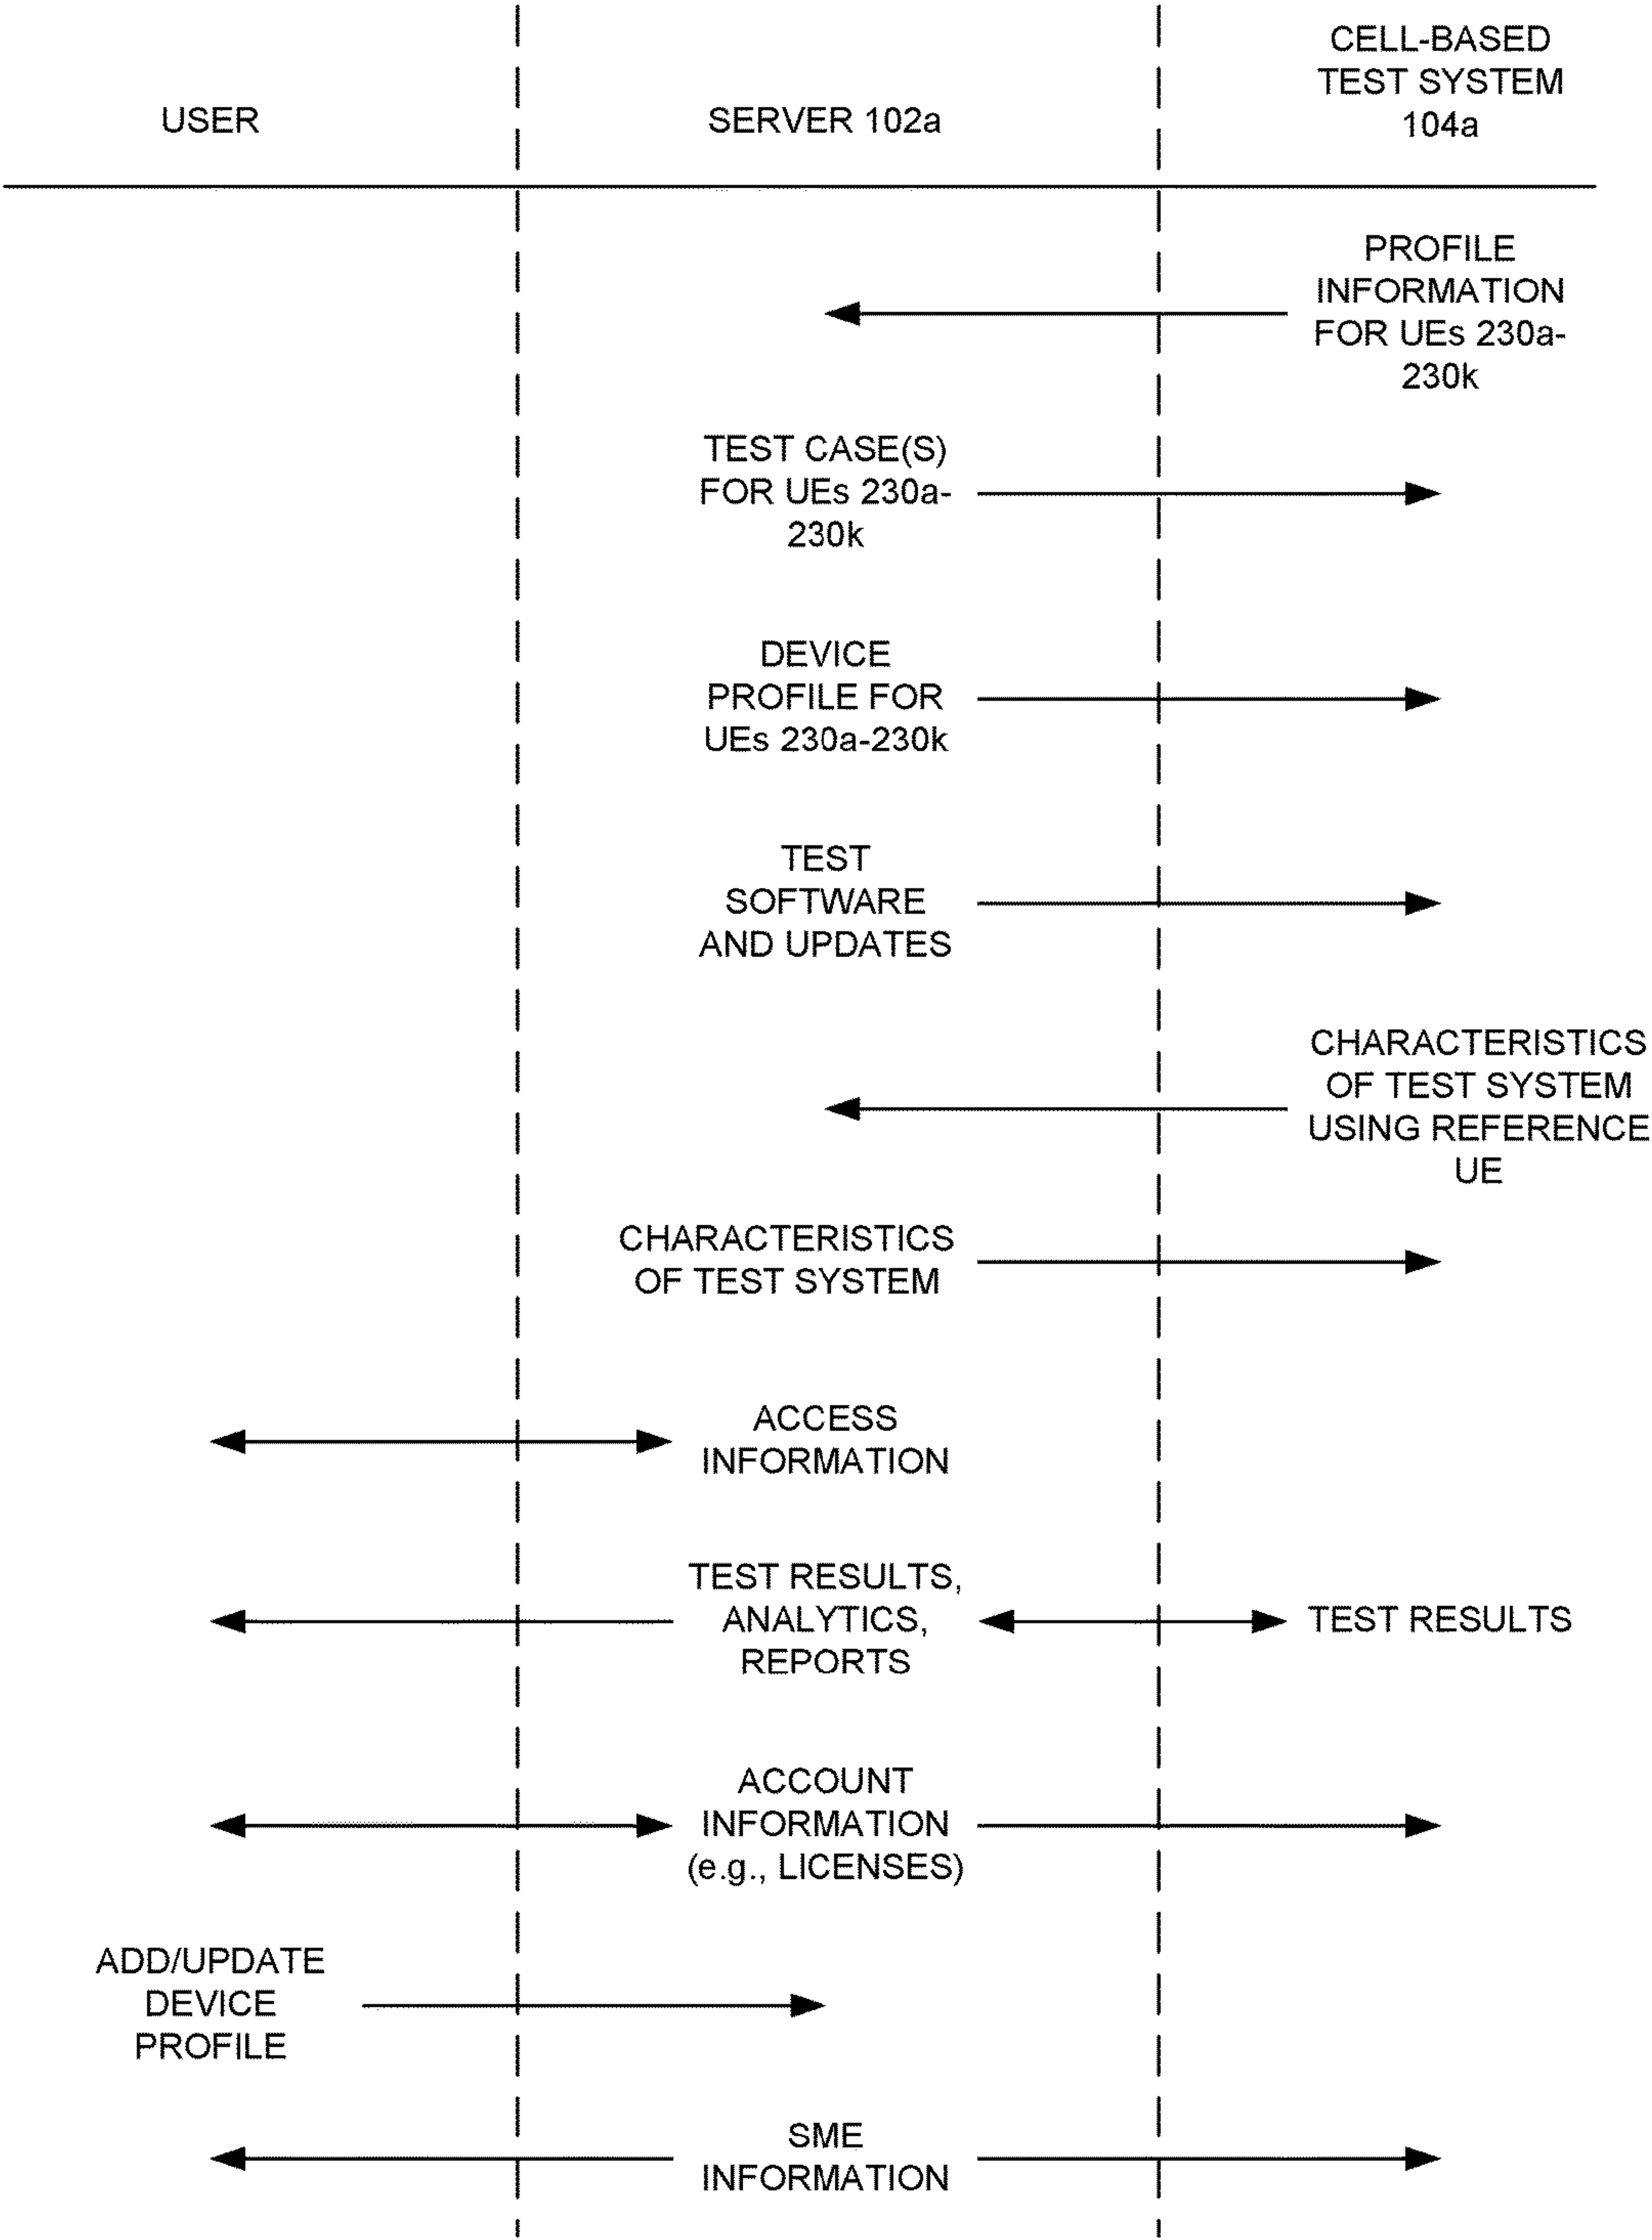 USER
SERVER 102a
CELL-BASED
TEST SYSTEM
104a
PROFILE
INFORMATION
FOR UEs 230a-
230k
TEST CASE(S)
FOR UEs 230a-
230k
DEVICE
PROFILE FOR
UEs 230a-230k
TEST
SOFTWARE
AND UPDATES
CHARACTERISTICS
OF TEST SYSTEM
USING REFERENCE
UE
CHARACTERISTICS
OF TEST SYSTEM
ACCESS
INFORMATION
TEST RESULTS,
ANALYTICS,
REPORTS
TEST RESULTS
ACCOUNT
INFORMATION
(e.g., LICENSES)
ADD/UPDATE
DEVICE
PROFILE
SME
INFORMATION